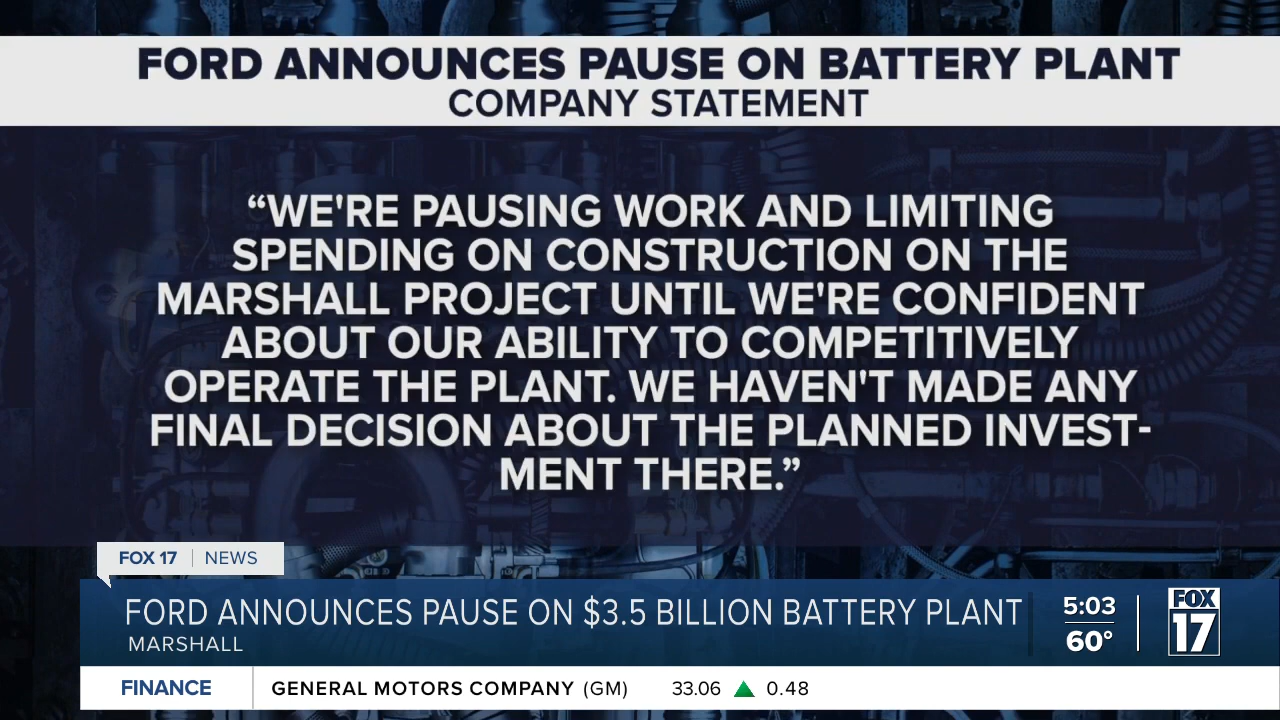 FORD ANNOUNCES PAUSE ON BATTERY PLANT
COMPANY STATEMENT
“WE'RE PAUSING WORK AND LIMITING
SPENDING ON CONSTRUCTION ON THE
MARSHALL PROJECT UNTIL WE'RE CONFIDENT
ABOUT OUR ABILITY TO COMPETITIVELY
OPERATE THE PLANT. WE HAVEN'T MADE ANY
FINAL DECISION ABOUT THE PLANNED INVEST-
MENT THERE.”
FOX 17 | NEWS
FORD ANNOUNCES PAUSE ON $3.5 BILLION BATTERY PLANT
MARSHALL
5:03
60°
FOX
17
FINANCE
GENERAL MOTORS COMPANY (GM) 33.06 ▲ 0.48